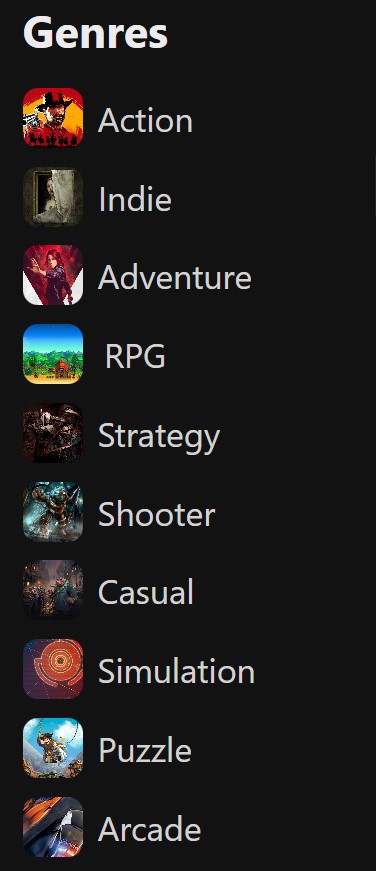 Genres
Action
Indie
Adventure
RPG
Strategy
Shooter
Casual
Simulation
Puzzle
Arcade